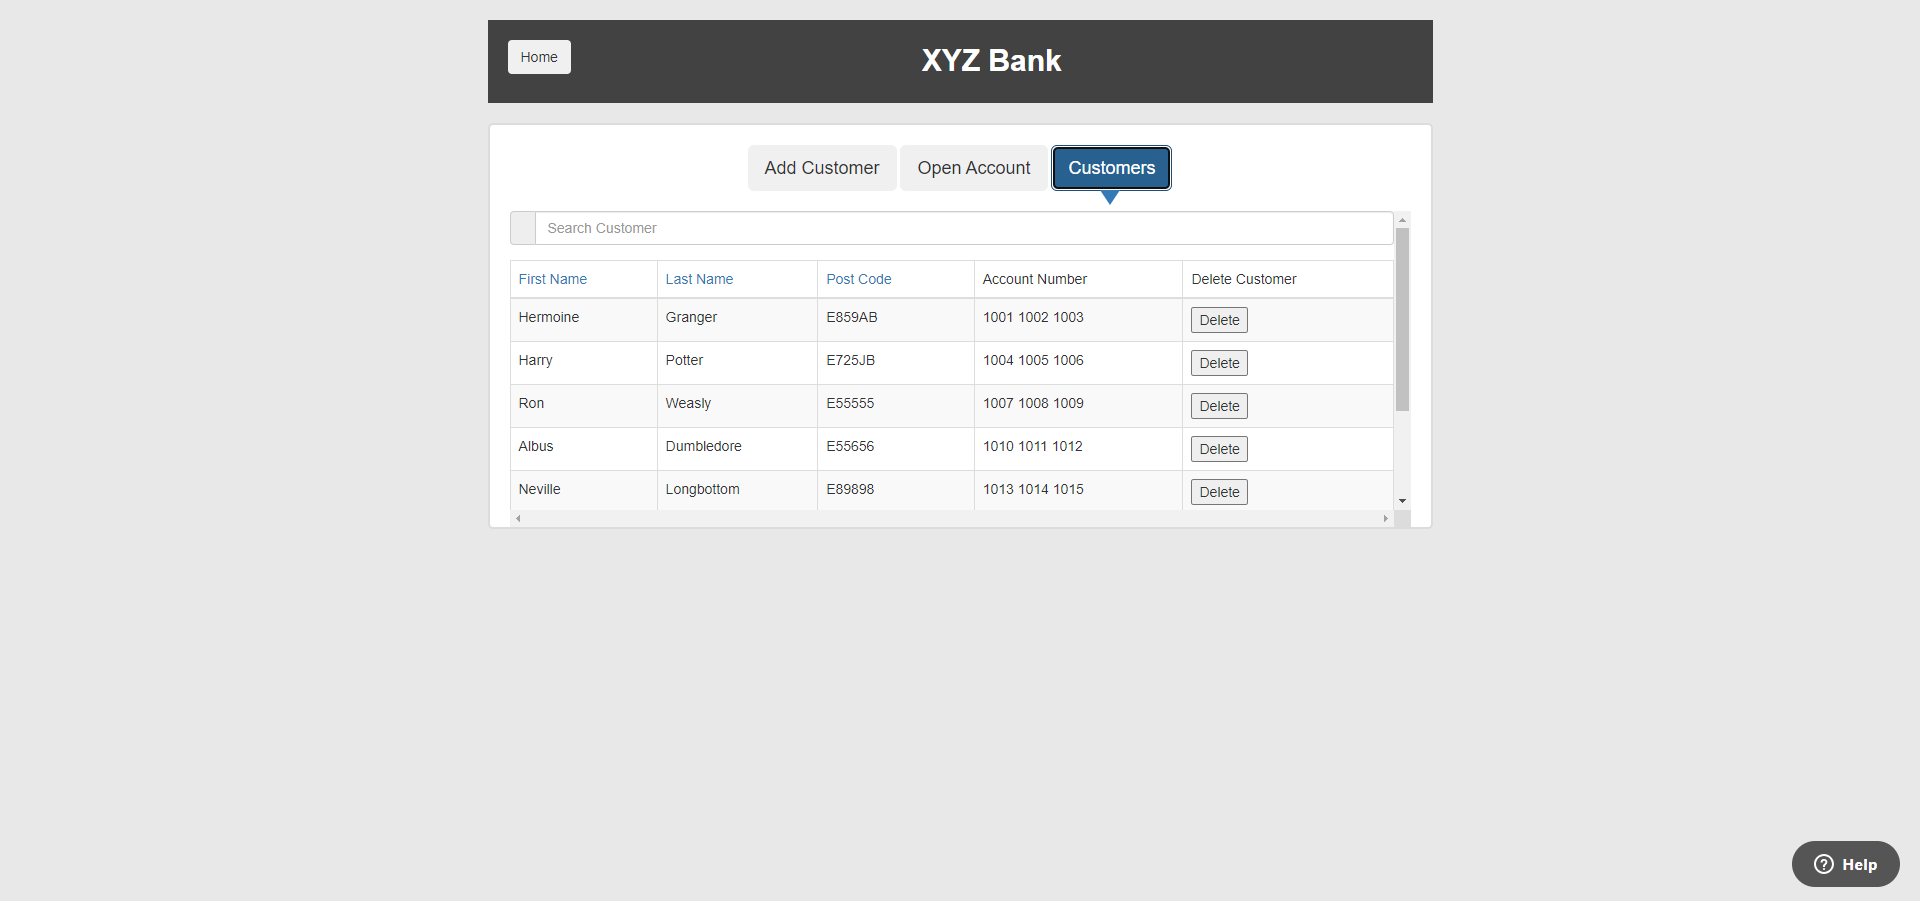 Home
XYZ Bank
Add Customer Open Account Customers
Search Customer
First Name Last Name Post Code Account Number Delete Customer
Hermoine Granger E859AB 1001 1002 1003 Delete
Harry Potter E725JB 1004 1005 1006 Delete
Ron Weasly E55555 1007 1008 1009 Delete
Albus Dumbledore E55656 1010 1011 1012 Delete
Neville Longbottom E89898 1013 1014 1015 Delete
Help